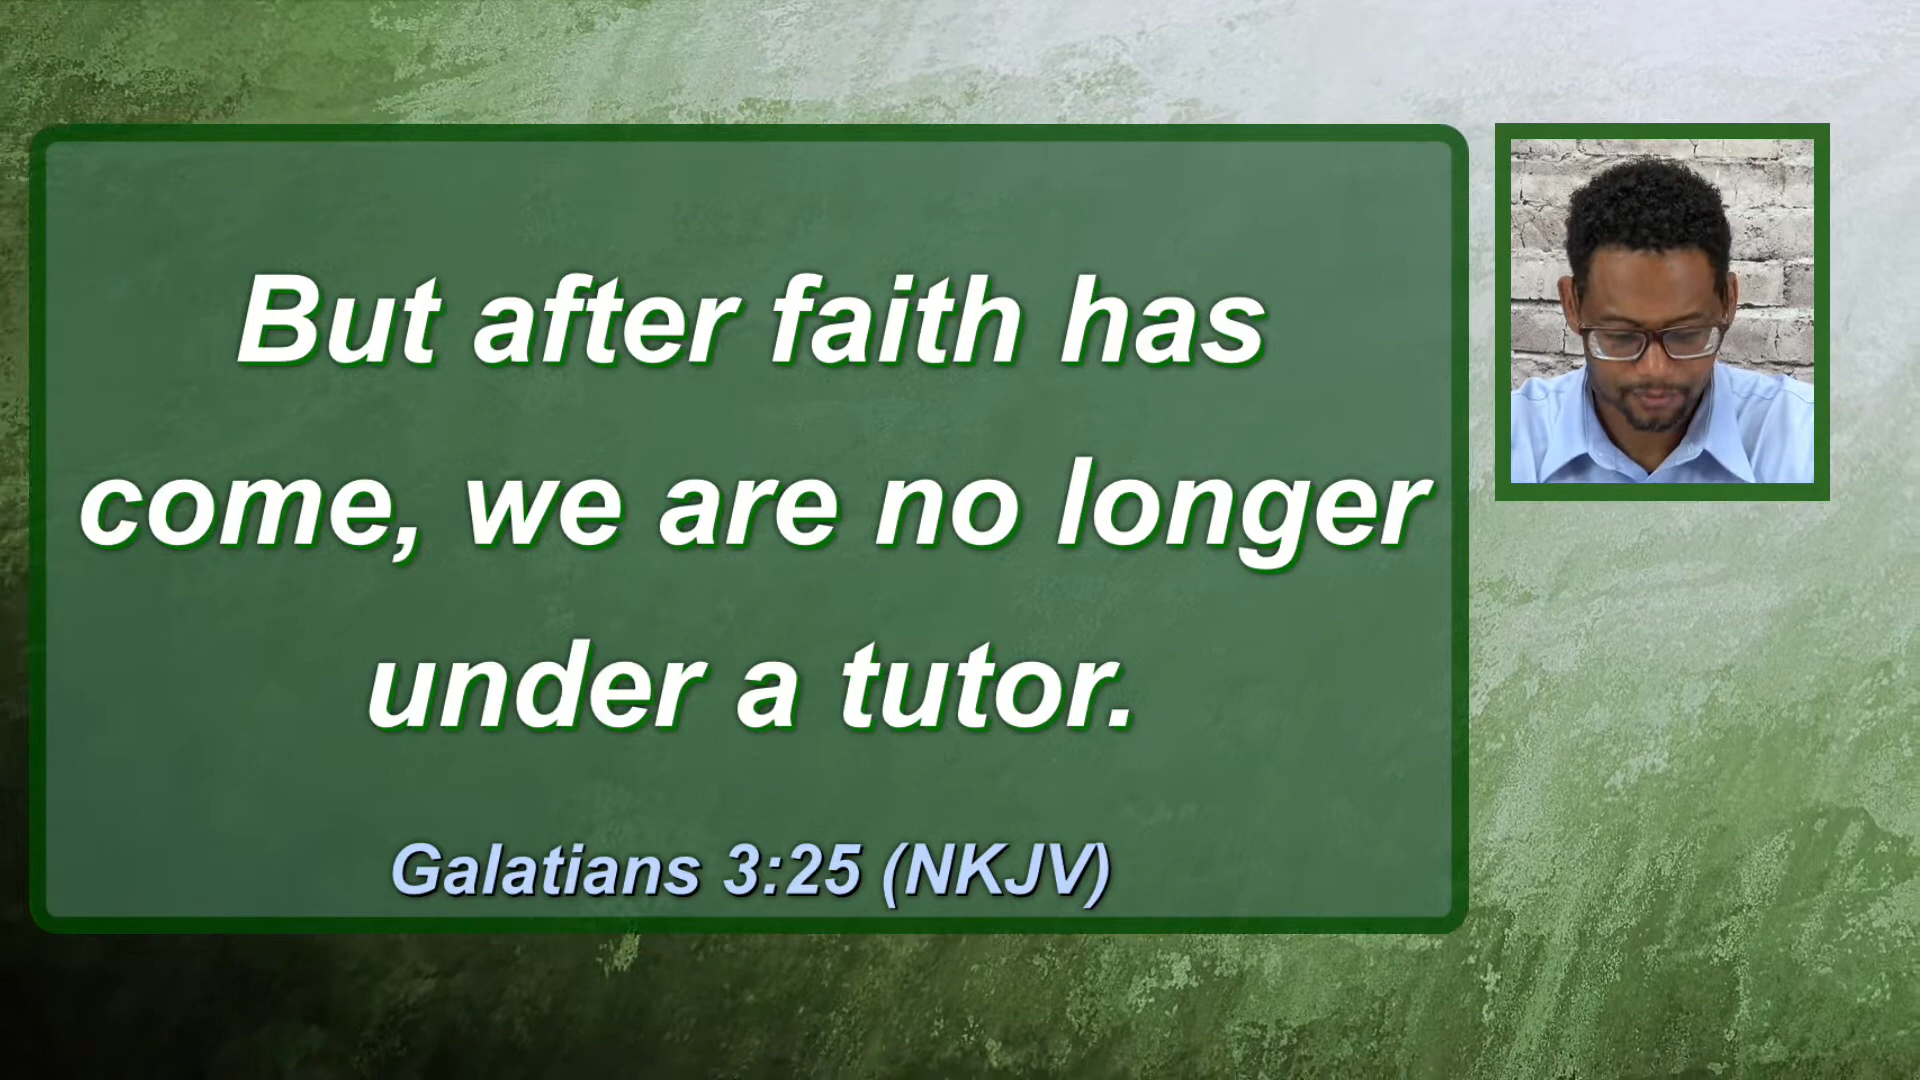 But after faith has
come, we are no longer
under a tutor.
Galatians 3:25 (NKJV)